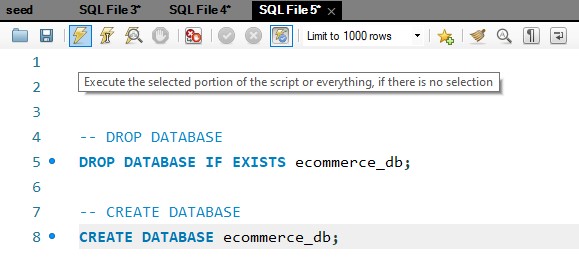 seed SQL File 3* SQL File 4* SQL File 5* ×
Limit to 1000 rows
1
Execute the selected portion of the script or everything, if there is no selection
2
3
4 -- DROP DATABASE
5 DROP DATABASE IF EXISTS ecommerce_db;
6
7 -- CREATE DATABASE
8 CREATE DATABASE ecommerce_db;